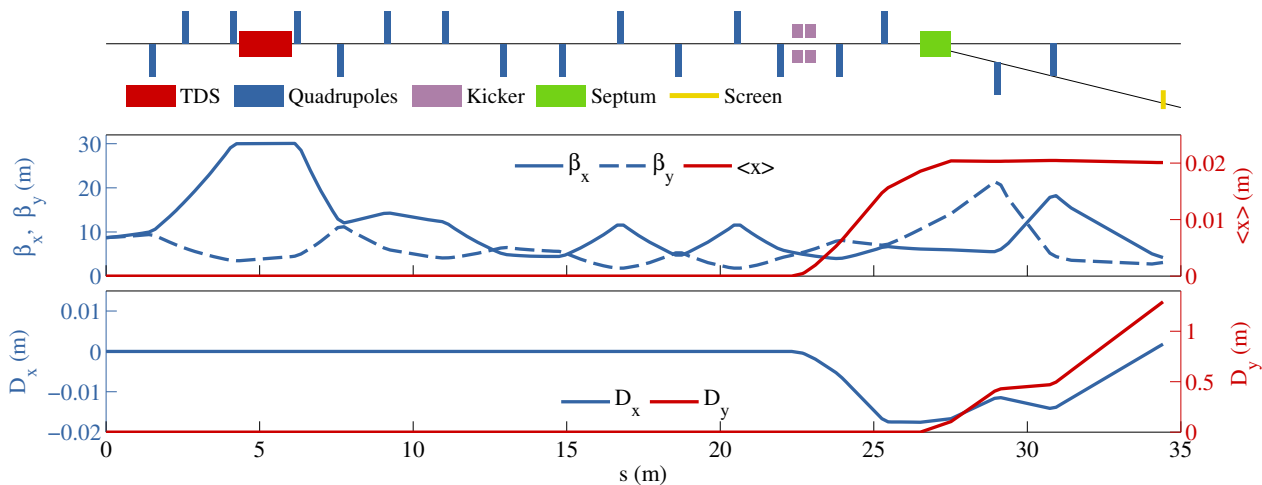 TDS Quadrupoles Kicker Septum Screen
30
20
10
0
β_x, β_y (m)
β_x β_y <x>
0.02
0.01
0
<x> (m)
0.01
0
−0.01
−0.02
D_x (m)
D_x D_y
1
0.5
0
D_y (m)
0 5 10 15 20 25 30 35
s (m)